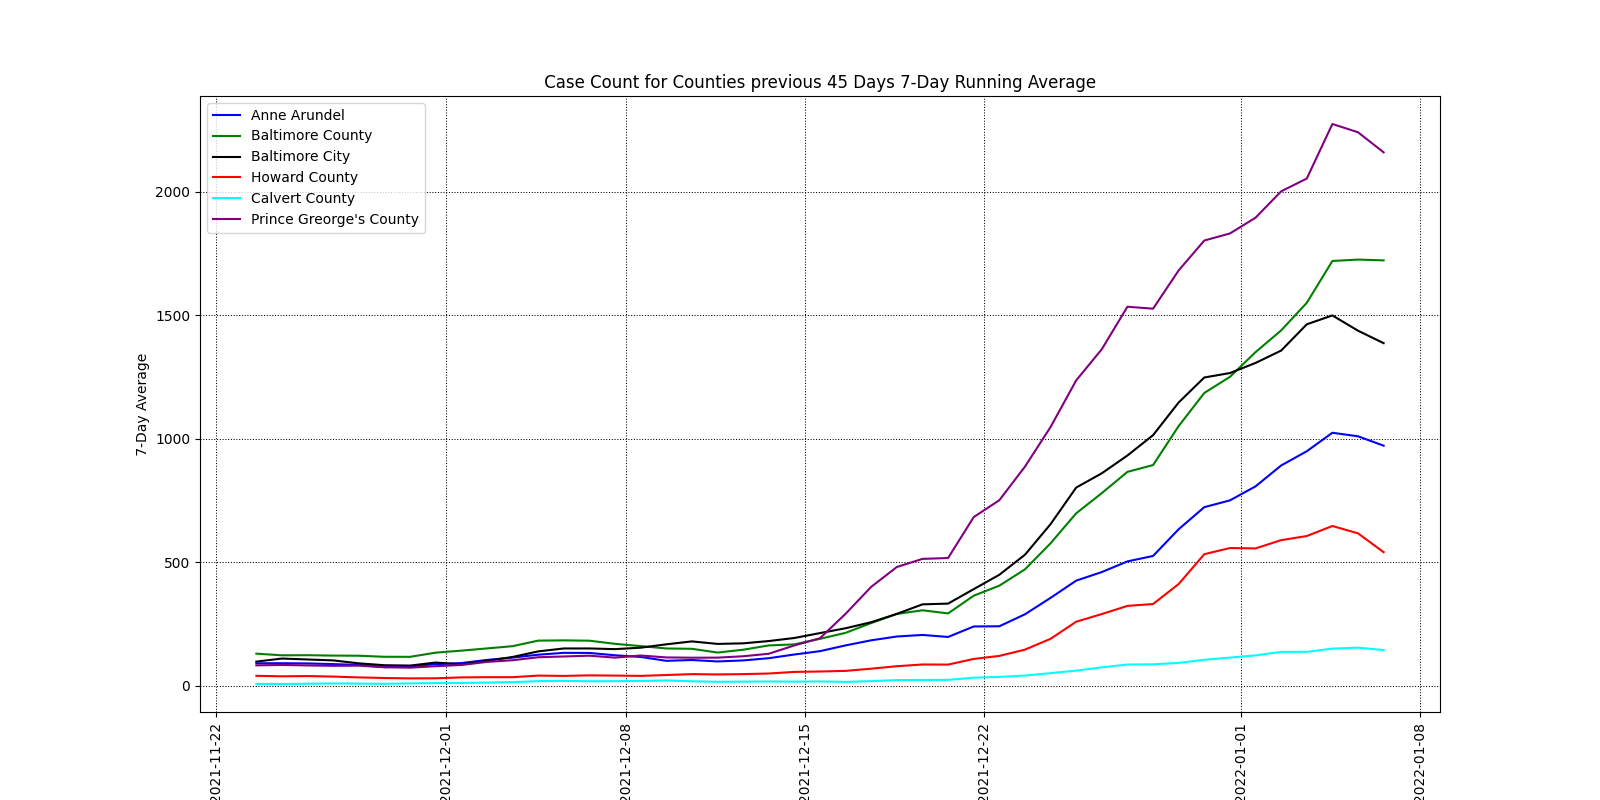 Case Count for Counties previous 45 Days 7-Day Running Average
Anne Arundel
Baltimore County
Baltimore City
Howard County
Calvert County
Prince Greorge's County
7-Day Average
2000
1500
1000
500
0
2021-11-22
2021-12-01
2021-12-08
2021-12-15
2021-12-22
2022-01-01
2022-01-08